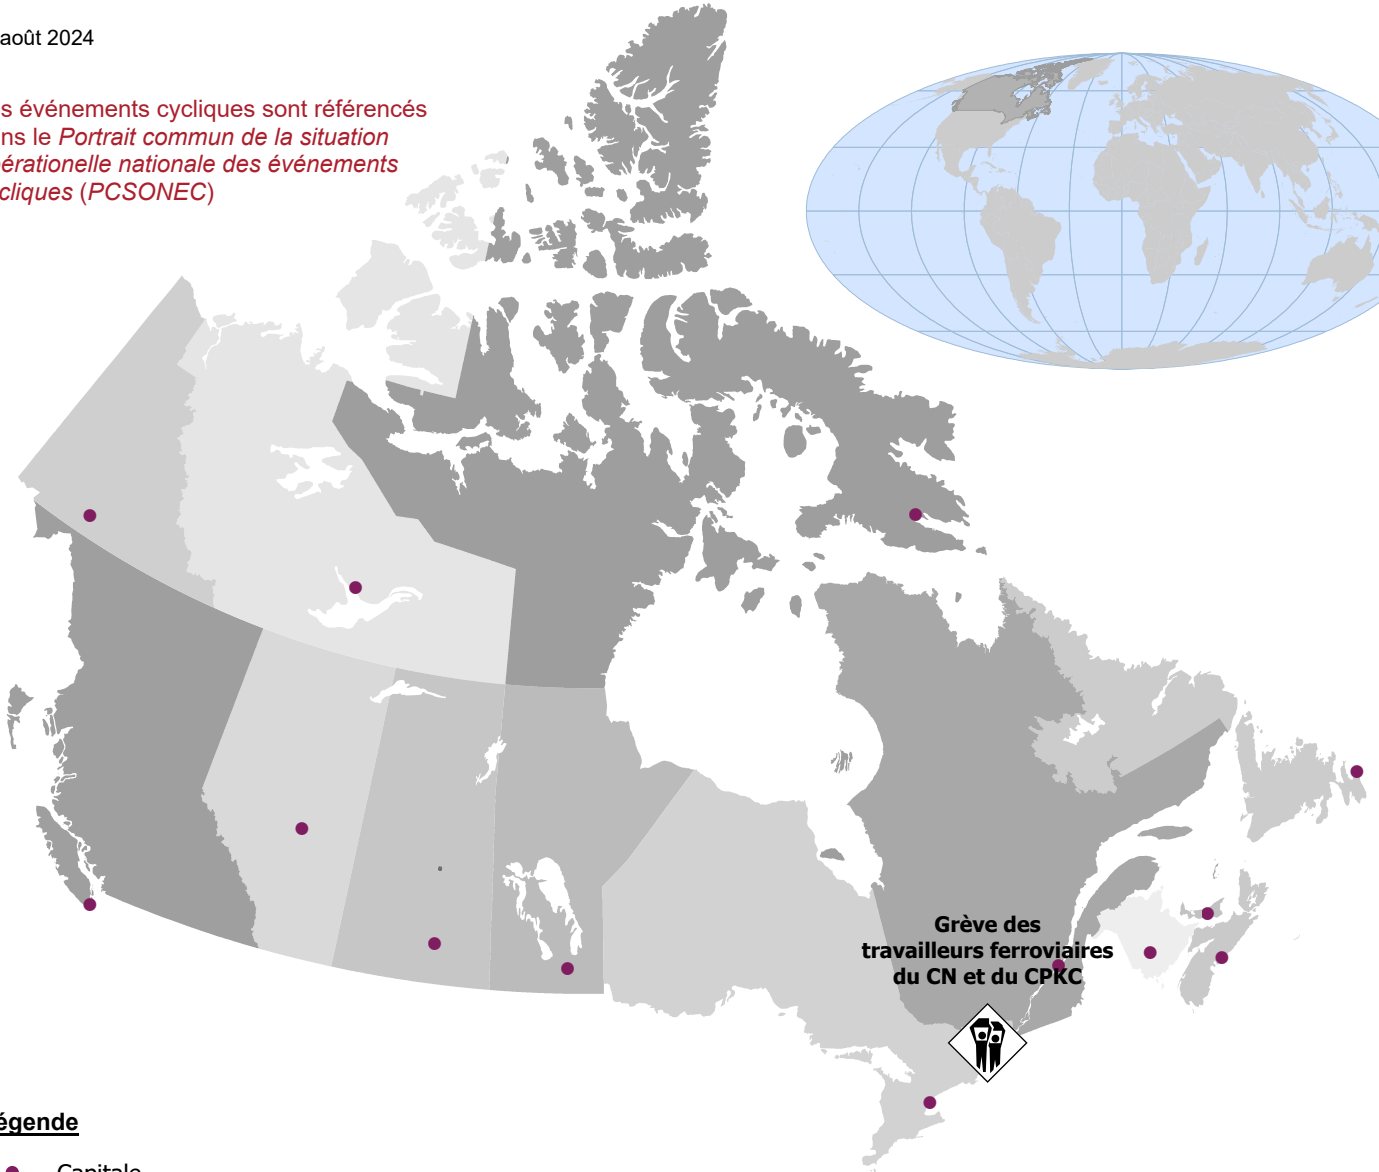 août 2024
s événements cycliques sont référencés
ns le Portrait commun de la situation
érationelle nationale des événements
cliques (PCSONEC)
Grève des
travailleurs ferroviaires
du CN et du CPKC
égende
Capitale